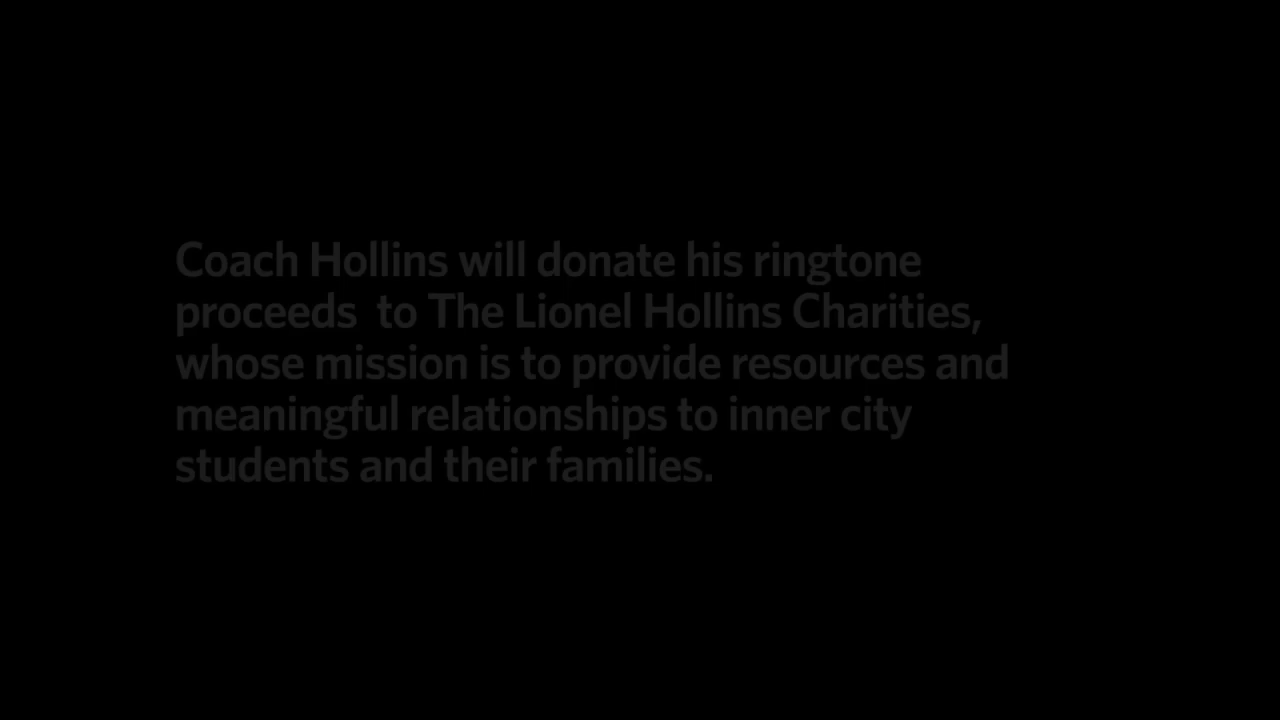 Coach Hollins will donate his ringtone
proceeds  to The Lionel Hollins Charities,
whose mission is to provide resources and
meaningful relationships to inner city
students and their families.